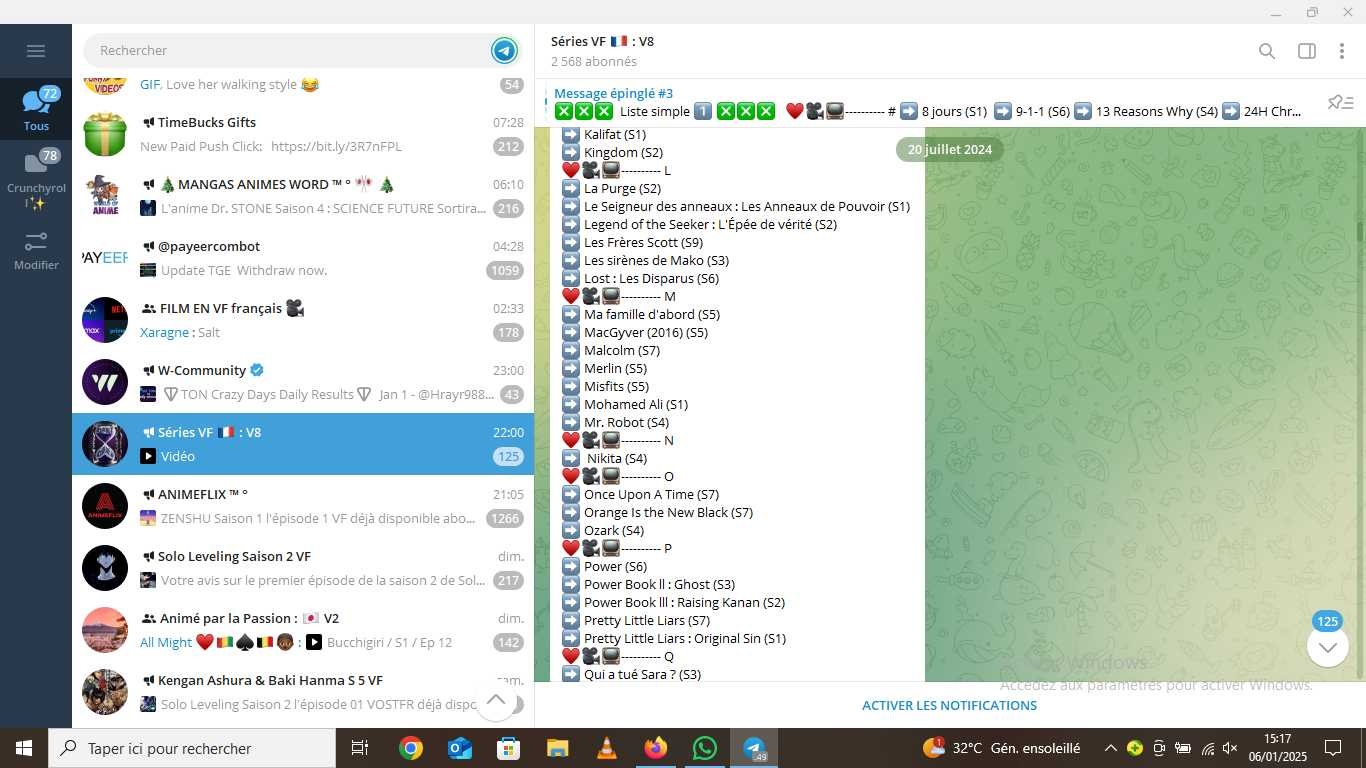 Rechercher
72
Tous
78
Crunchyrol
l✨
Modifier
VIDEOS
GIF, Love her walking style 😂
54
TimeBucks Gifts
07:28
New Paid Push Click: https://bit.ly/3R7nFPL
212
🎄 MANGAS ANIMES WORD ™ ° 🎌 🎄
06:10
L'anime Dr. STONE Saison 4 : SCIENCE FUTURE Sortira...
216
ANIME
@payeercombot
04:28
Update TGE Withdraw now.
1059
PAYEER
FILM EN VF français 🎥
02:33
Xaragne : Salt
178
W-Community
23:00
TON Crazy Days Daily Results Jan 1 - @Hrayr988...
43
Séries VF 🇫🇷 : V8
22:00
Vidéo
125
ANIMEFLIX ™ °
21:05
ZENSHU Saison 1 l'épisode 1 VF déjà disponible abo...
1266
ANIMEFLIX
Solo Leveling Saison 2 VF
dim.
Votre avis sur le premier épisode de la saison 2 de Sol...
217
Animé par la Passion : 🇯🇵 V2
dim.
All Might ❤️🇬🇳♠️🇧🇪👨🏾‍🦱 : Bucchigiri / S1 / Ep 12
142
Kengan Ashura & Baki Hanma S 5 VF
sam.
Solo Leveling Saison 2 l'épisode 01 VOSTFR déjà dispo
Séries VF 🇫🇷 : V8
2 568 abonnés
Message épinglé #3
❎❎❎ Liste simple 1️⃣ ❎❎❎ ❤️🎥📺---------- # ➡️ 8 jours (S1) ➡️ 9-1-1 (S6) ➡️ 13 Reasons Why (S4) ➡️ 24H Chr...
20 juillet 2024
➡️ Kalifat (S1)
➡️ Kingdom (S2)
❤️🎥📺---------- L
➡️ La Purge (S2)
➡️ Le Seigneur des anneaux : Les Anneaux de Pouvoir (S1)
➡️ Legend of the Seeker : L'Épée de vérité (S2)
➡️ Les Frères Scott (S9)
➡️ Les sirènes de Mako (S3)
➡️ Lost : Les Disparus (S6)
❤️🎥📺---------- M
➡️ Ma famille d'abord (S5)
➡️ MacGyver (2016) (S5)
➡️ Malcolm (S7)
➡️ Merlin (S5)
➡️ Misfits (S5)
➡️ Mohamed Ali (S1)
➡️ Mr. Robot (S4)
❤️🎥📺---------- N
➡️ Nikita (S4)
❤️🎥📺---------- O
➡️ Once Upon A Time (S7)
➡️ Orange Is the New Black (S7)
➡️ Ozark (S4)
❤️🎥📺---------- P
➡️ Power (S6)
➡️ Power Book ll : Ghost (S3)
➡️ Power Book lll : Raising Kanan (S2)
➡️ Pretty Little Liars (S7)
➡️ Pretty Little Liars : Original Sin (S1)
❤️🎥📺---------- Q
➡️ Qui a tué Sara ? (S3)
125
Windows
Accédez aux paramètres pour activer Windows.
ACTIVER LES NOTIFICATIONS
Taper ici pour rechercher
.49
1
32°C Gén. ensoleillé
15:17
06/01/2025